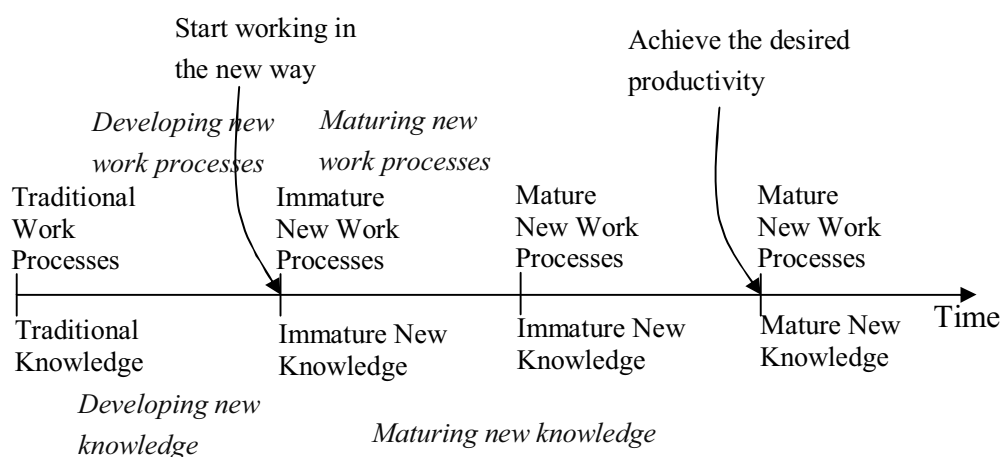 Start working in
the new way
Achieve the desired
productivity
Developing new
work processes
Maturing new
work processes
Traditional
Work
Processes
Immature
New Work
Processes
Mature
New Work
Processes
Mature
New Work
Processes
Time
Traditional
Knowledge
Immature New
Knowledge
Immature New
Knowledge
Mature New
Knowledge
Developing new
knowledge
Maturing new knowledge